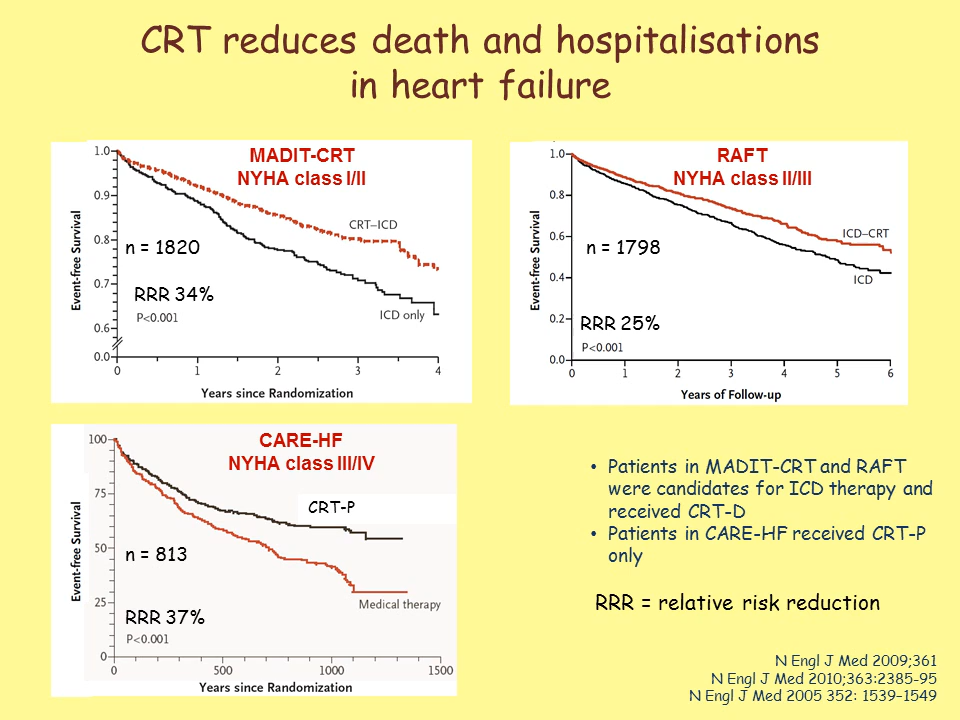 CRT reduces death and hospitalisations
in heart failure
MADIT-CRT
NYHA class I/II
1.0
0.9
0.8
0.7
0.6
0.0
Event-free Survival
n = 1820
RRR 34%
P<0.001
CRT–ICD
ICD only
0 1 2 3 4
Years since Randomization
RAFT
NYHA class II/III
1.0
0.8
0.6
0.4
0.2
0.0
Event-free Survival
n = 1798
RRR 25%
P<0.001
ICD–CRT
ICD
0 1 2 3 4 5 6
Years of Follow-up
CARE-HF
NYHA class III/IV
100
75
50
25
0
Event-free Survival
CRT-P
n = 813
RRR 37%
P<0.001
Medical therapy
0 500 1000 1500
Years since Randomization
• Patients in MADIT-CRT and RAFT
were candidates for ICD therapy and
received CRT-D
• Patients in CARE-HF received CRT-P
only
RRR = relative risk reduction
N Engl J Med 2009;361
N Engl J Med 2010;363:2385-95
N Engl J Med 2005 352: 1539–1549